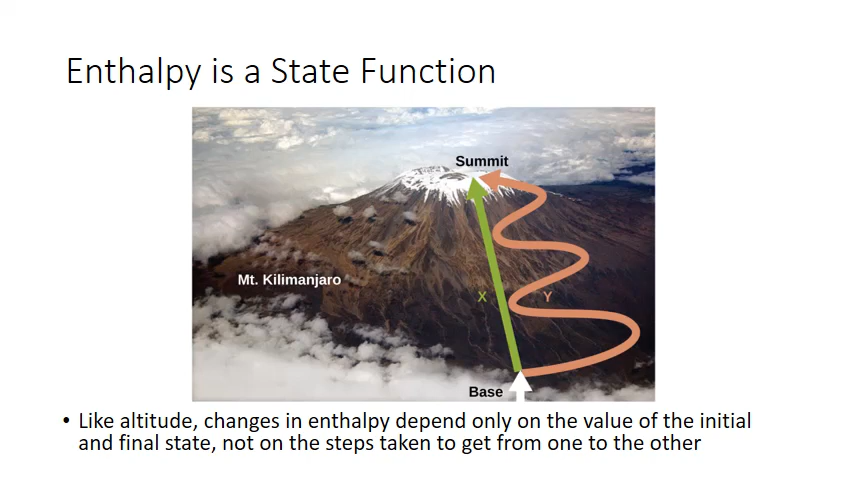 Enthalpy is a State Function
Summit
Mt. Kilimanjaro
X
Y
Base
• Like altitude, changes in enthalpy depend only on the value of the initial
and final state, not on the steps taken to get from one to the other